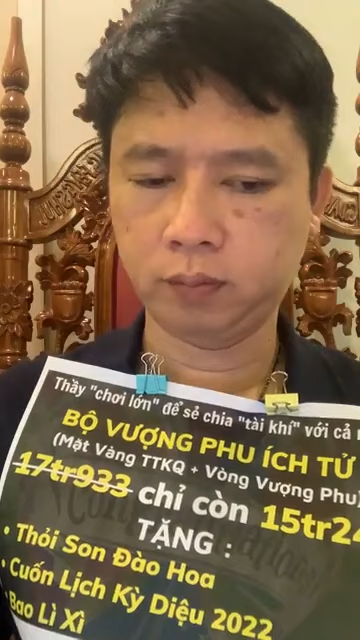 Thầy "chơi lớn" để sẻ chia "tài khí" với cả
BỘ VƯỢNG PHU ÍCH TỬ
(Mặt Vàng TTKQ + Vòng Vượng Phu)
17tr933 chỉ còn 15tr24
TẶNG :
• Thỏi Son Đào Hoa
• Cuốn Lịch Kỳ Diệu 2022
Bao Lì Xì